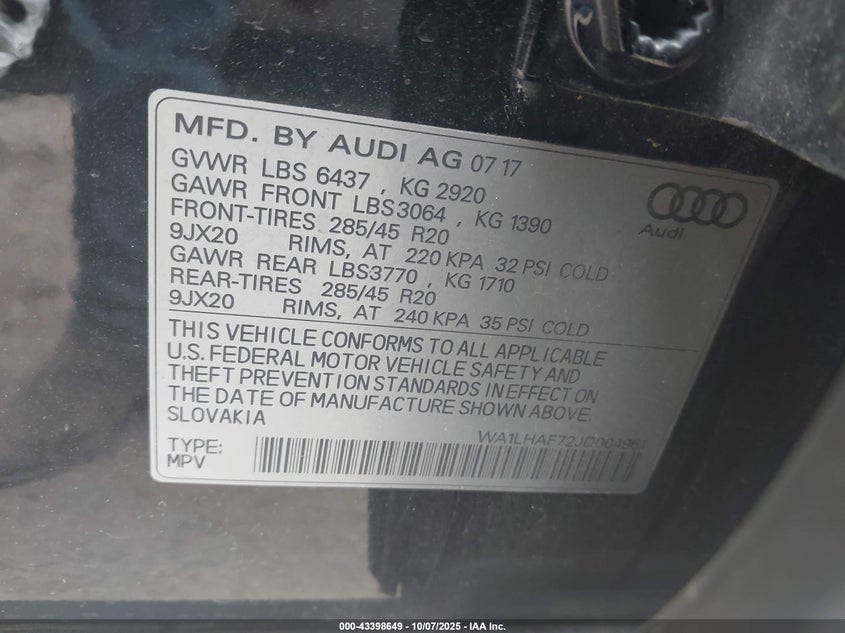 MFD. BY AUDI AG 07 17
GVWR LBS 6437 , KG 2920
GAWR FRONT LBS3064 , KG 1390
FRONT-TIRES 285/45 R20
9JX20 RIMS, AT 220 KPA 32 PSI COLD
GAWR REAR LBS3770 , KG 1710
REAR-TIRES 285/45 R20
9JX20 RIMS, AT 240 KPA 35 PSI COLD
Audi
THIS VEHICLE CONFORMS TO ALL APPLICABLE
U.S. FEDERAL MOTOR VEHICLE SAFETY AND
THEFT PREVENTION STANDARDS IN EFFECT ON
THE DATE OF MANUFACTURE SHOWN ABOVE.
SLOVAKIA
WA1LHAF72JD004961
TYPE:
MPV
000-43398649 - 10/07/2025 - IAA Inc.